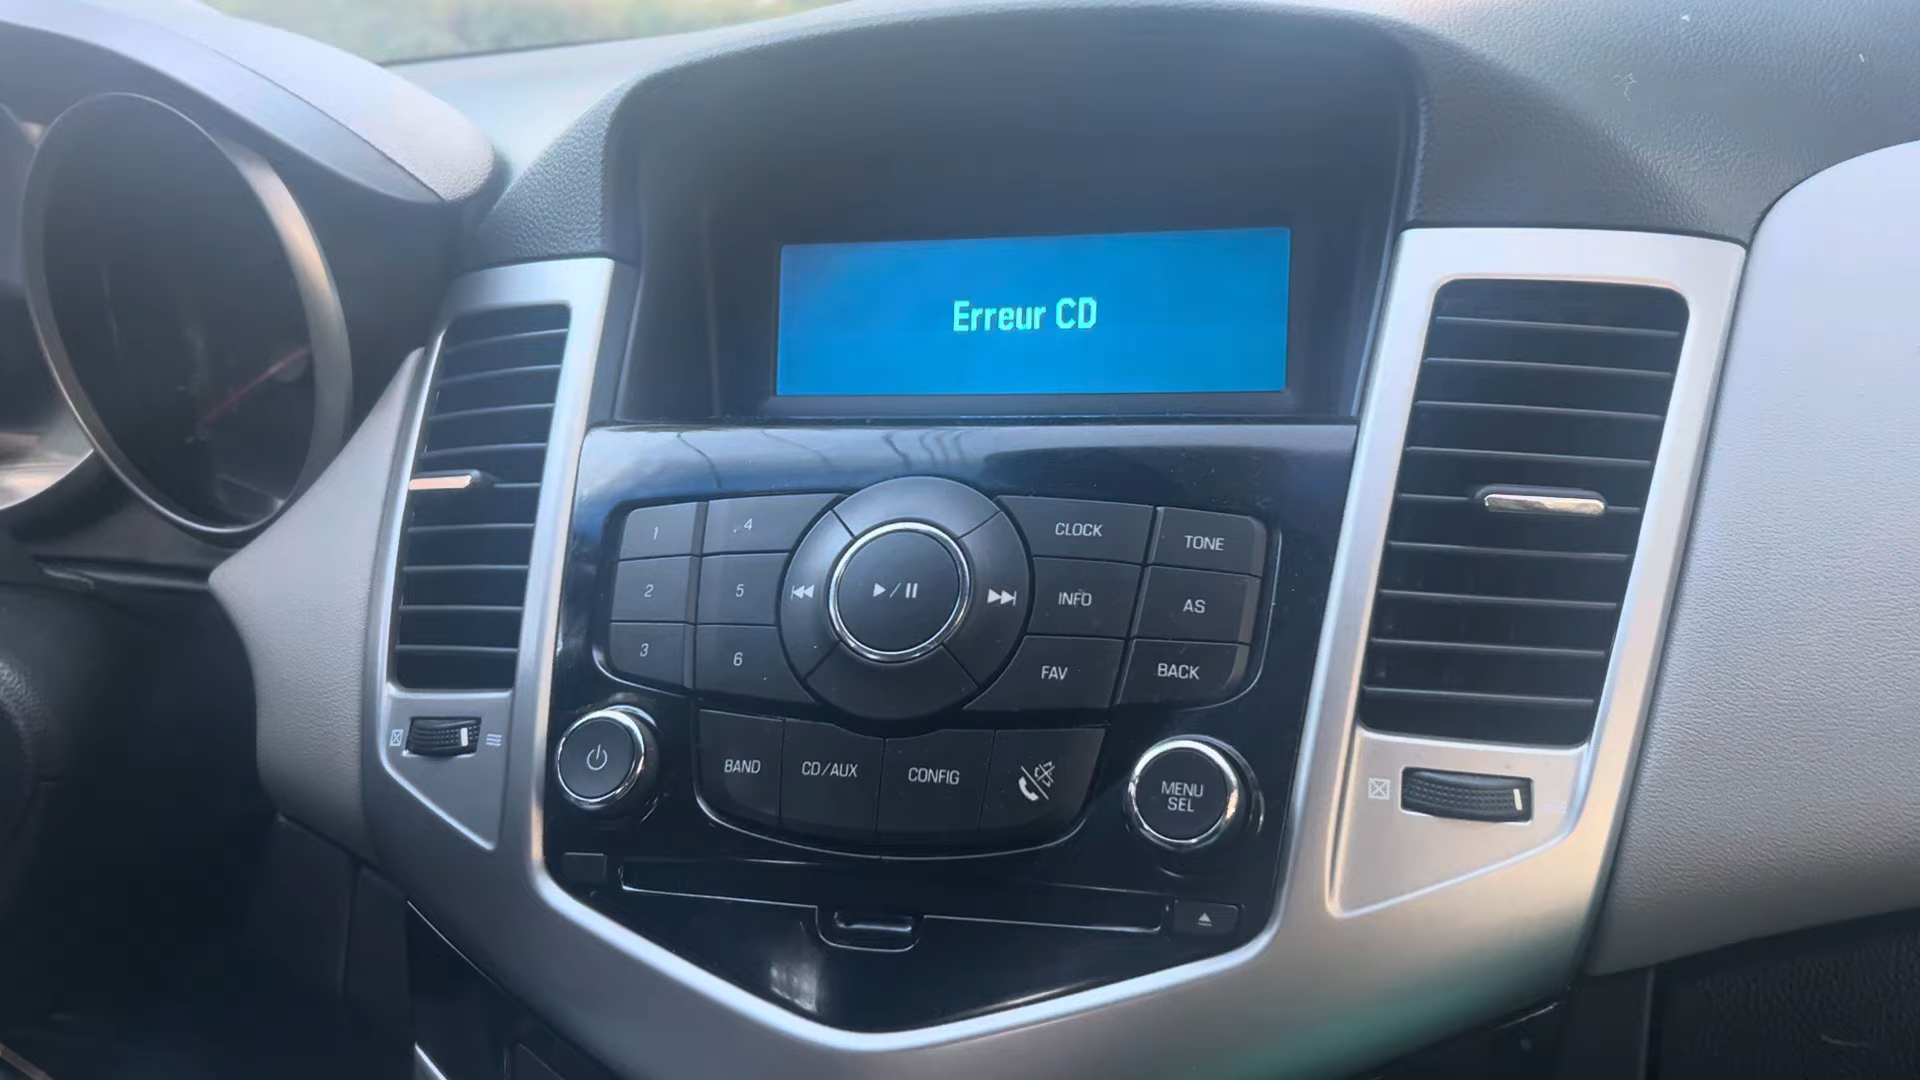 Erreur CD
1
4
CLOCK
TONE
2
5
INFO
AS
3
6
FAV
BACK
BAND
CD/AUX
CONFIG
MENU
SEL